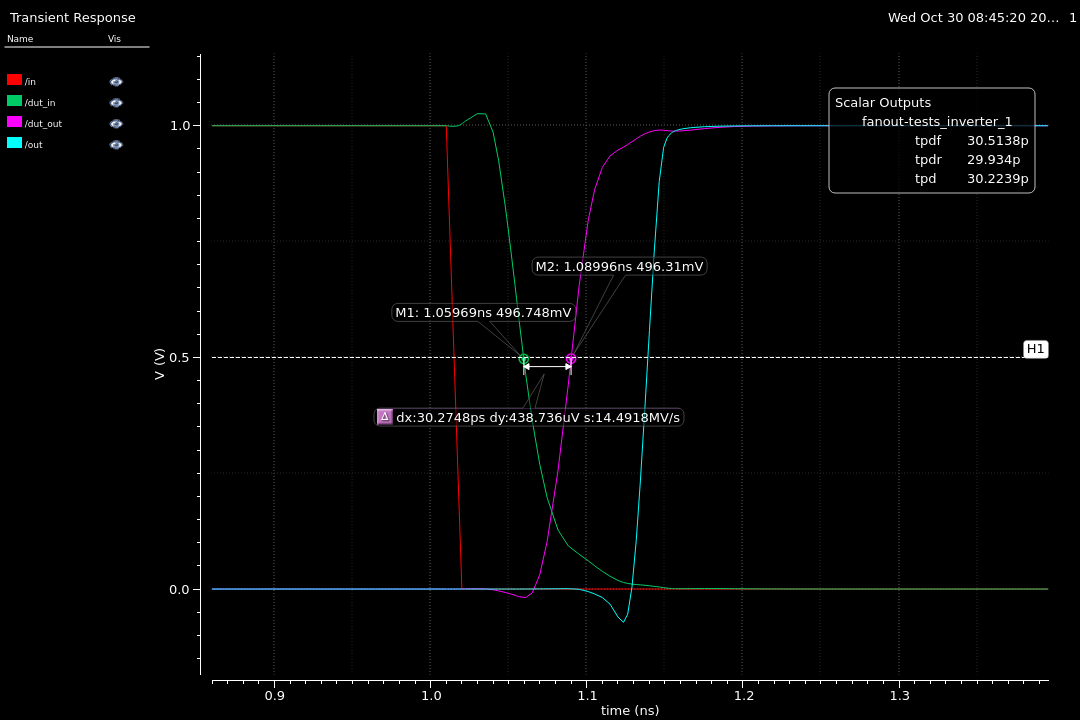 Transient Response
Wed Oct 30 08:45:20 20... 1
Name Vis
/in
/dut_in
/dut_out
/out
Scalar Outputs
fanout-tests_inverter_1
tpdf 30.5138p
tpdr 29.934p
tpd 30.2239p
M2: 1.08996ns 496.31mV
M1: 1.05969ns 496.748mV
H1
Δ dx:30.2748ps dy:438.736uV s:14.4918MV/s
V (V)
1.0
0.5
0.0
0.9 1.0 1.1 1.2 1.3
time (ns)